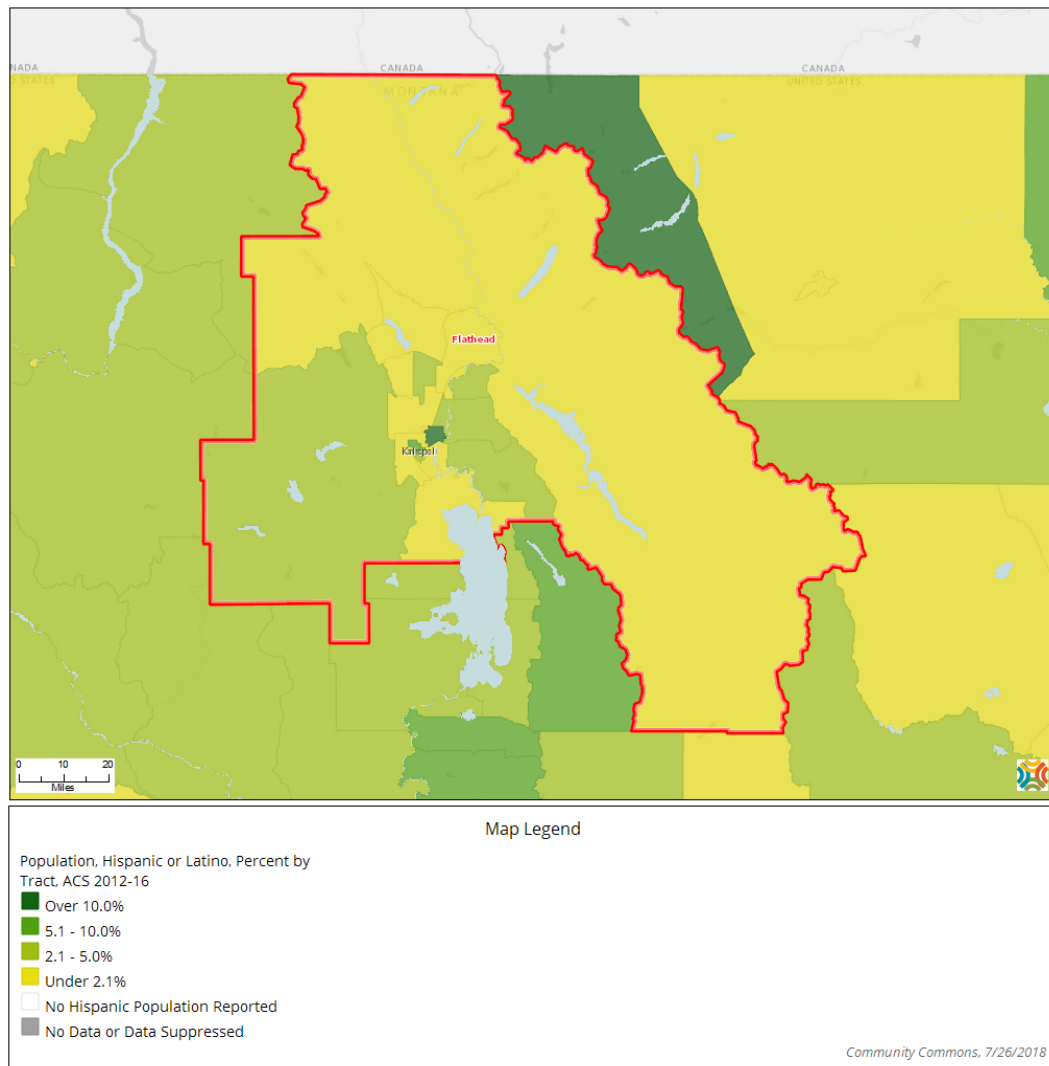 NADA
CANADA
CANADA
D STATES
UNITED STATES
MONTANA
Flathead
Kalispell
0 10 20
Miles
Map Legend
Population, Hispanic or Latino, Percent by
Tract, ACS 2012-16
Over 10.0%
5.1 - 10.0%
2.1 - 5.0%
Under 2.1%
No Hispanic Population Reported
No Data or Data Suppressed
Community Commons, 7/26/2018